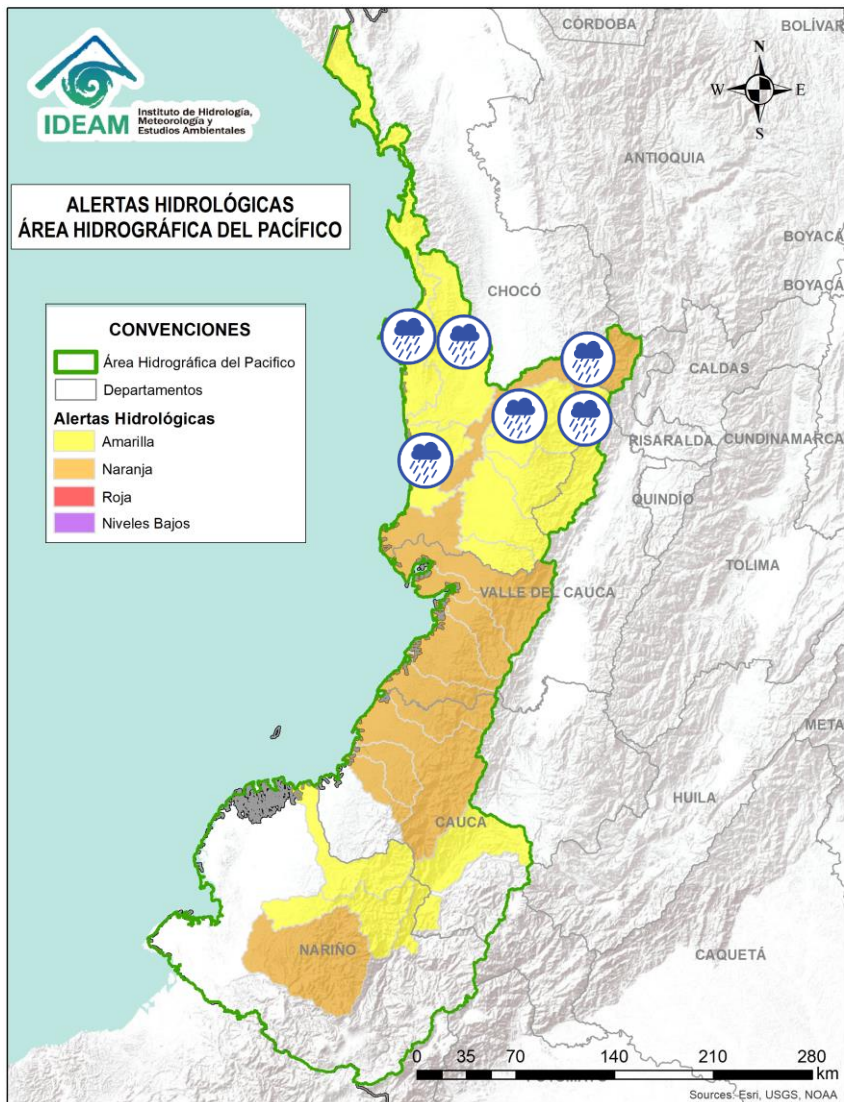 IDEAM
Instituto de Hidrología,
Meteorología y
Estudios Ambientales
CÓRDOBA
BOLÍVAR
N
W
E
S
ANTIOQUIA
ALERTAS HIDROLÓGICAS
ÁREA HIDROGRÁFICA DEL PACÍFICO
BOYACÁ
BOYACÁ
CHOCÓ
CONVENCIONES
Área Hidrográfica del Pacifico
Departamentos
Alertas Hidrológicas
Amarilla
Naranja
Roja
Niveles Bajos
CALDAS
RISARALDA
CUNDINAMARCA
QUINDÍO
TOLIMA
VALLE DEL CAUCA
META
HUILA
CAUCA
NARIÑO
CAQUETÁ
0 35 70 140 210 280
km
Sources: Esri, USGS, NOAA